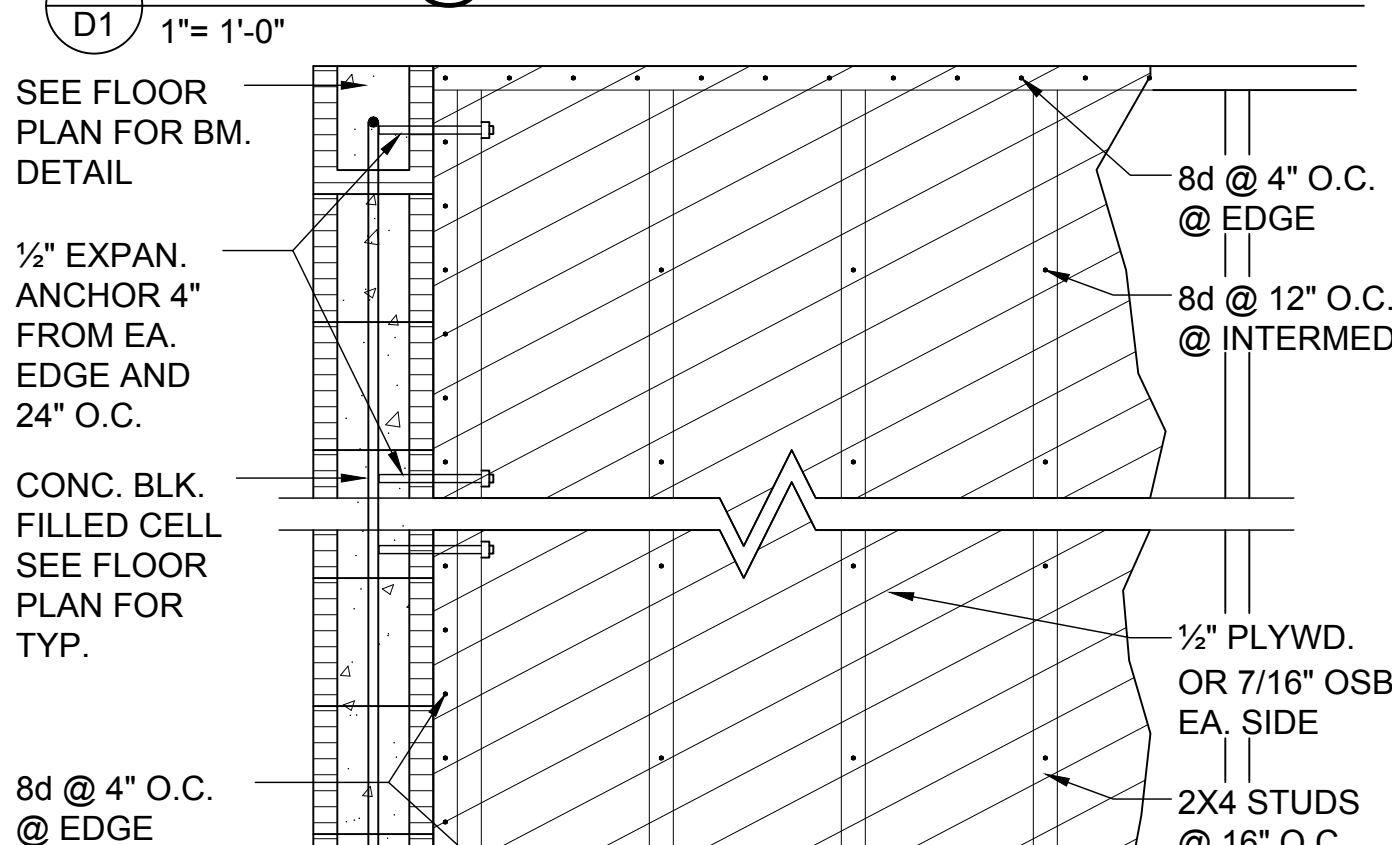 D1
1"= 1'-0"
SEE FLOOR
PLAN FOR BM.
DETAIL
½" EXPAN.
ANCHOR 4"
FROM EA.
EDGE AND
24" O.C.
CONC. BLK.
FILLED CELL
SEE FLOOR
PLAN FOR
TYP.
8d @ 4" O.C.
@ EDGE
8d @ 4" O.C.
@ EDGE
8d @ 12" O.C.
@ INTERMED
½" PLYWD.
OR 7/16" OSB
EA. SIDE
2X4 STUDS
@ 16" O.C.